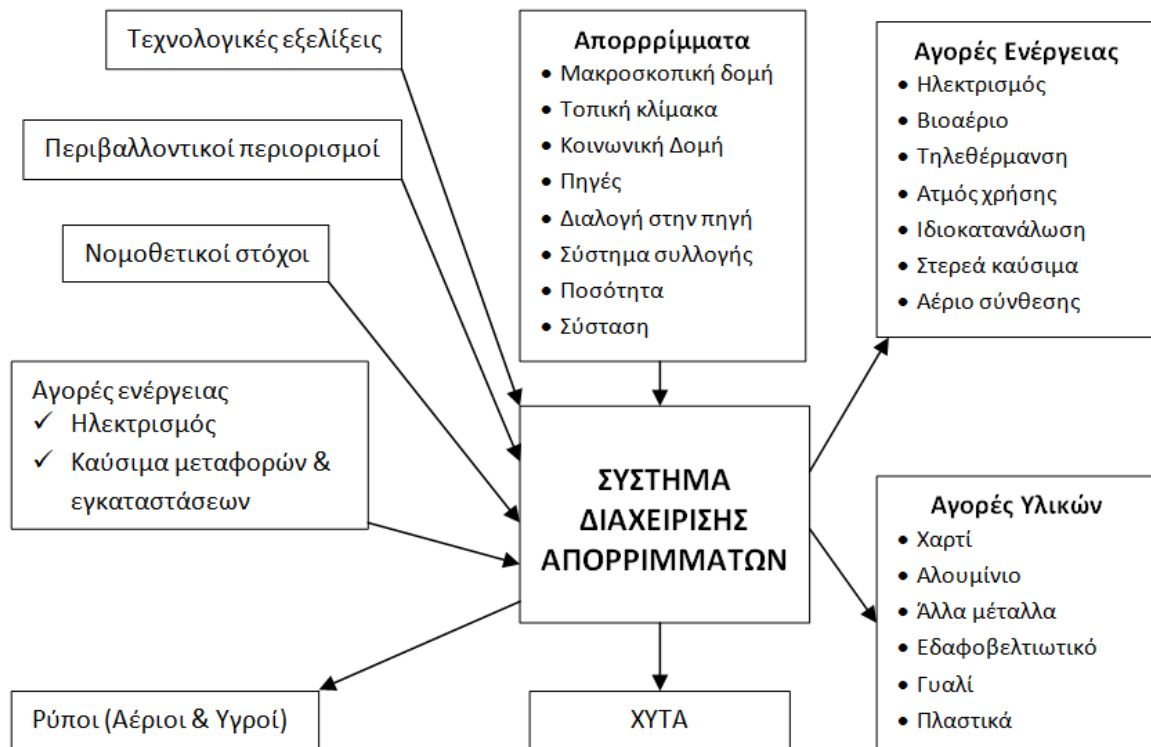 Τεχνολογικές εξελίξεις
Περιβαλλοντικοί περιορισμοί
Νομοθετικοί στόχοι
Αγορές ενέργειας
✓ Ηλεκτρισμός
✓ Καύσιμα μεταφορών &
εγκαταστάσεων
Απορρρίμματα
• Μακροσκοπική δομή
• Τοπική κλίμακα
• Κοινωνική Δομή
• Πηγές
• Διαλογή στην πηγή
• Σύστημα συλλογής
• Ποσότητα
• Σύσταση
ΣΥΣΤΗΜΑ
ΔΙΑΧΕΙΡΙΣΗΣ
ΑΠΟΡΡΙΜΜΑΤΩΝ
Αγορές Ενέργειας
• Ηλεκτρισμός
• Βιοαέριο
• Τηλεθέρμανση
• Ατμός χρήσης
• Ιδιοκατανάλωση
• Στερεά καύσιμα
• Αέριο σύνθεσης
Αγορές Υλικών
• Χαρτί
• Αλουμίνιο
• Άλλα μέταλλα
• Εδαφοβελτιωτικό
• Γυαλί
• Πλαστικά
Ρύποι (Αέριοι & Υγροί)
ΧΥΤΑ